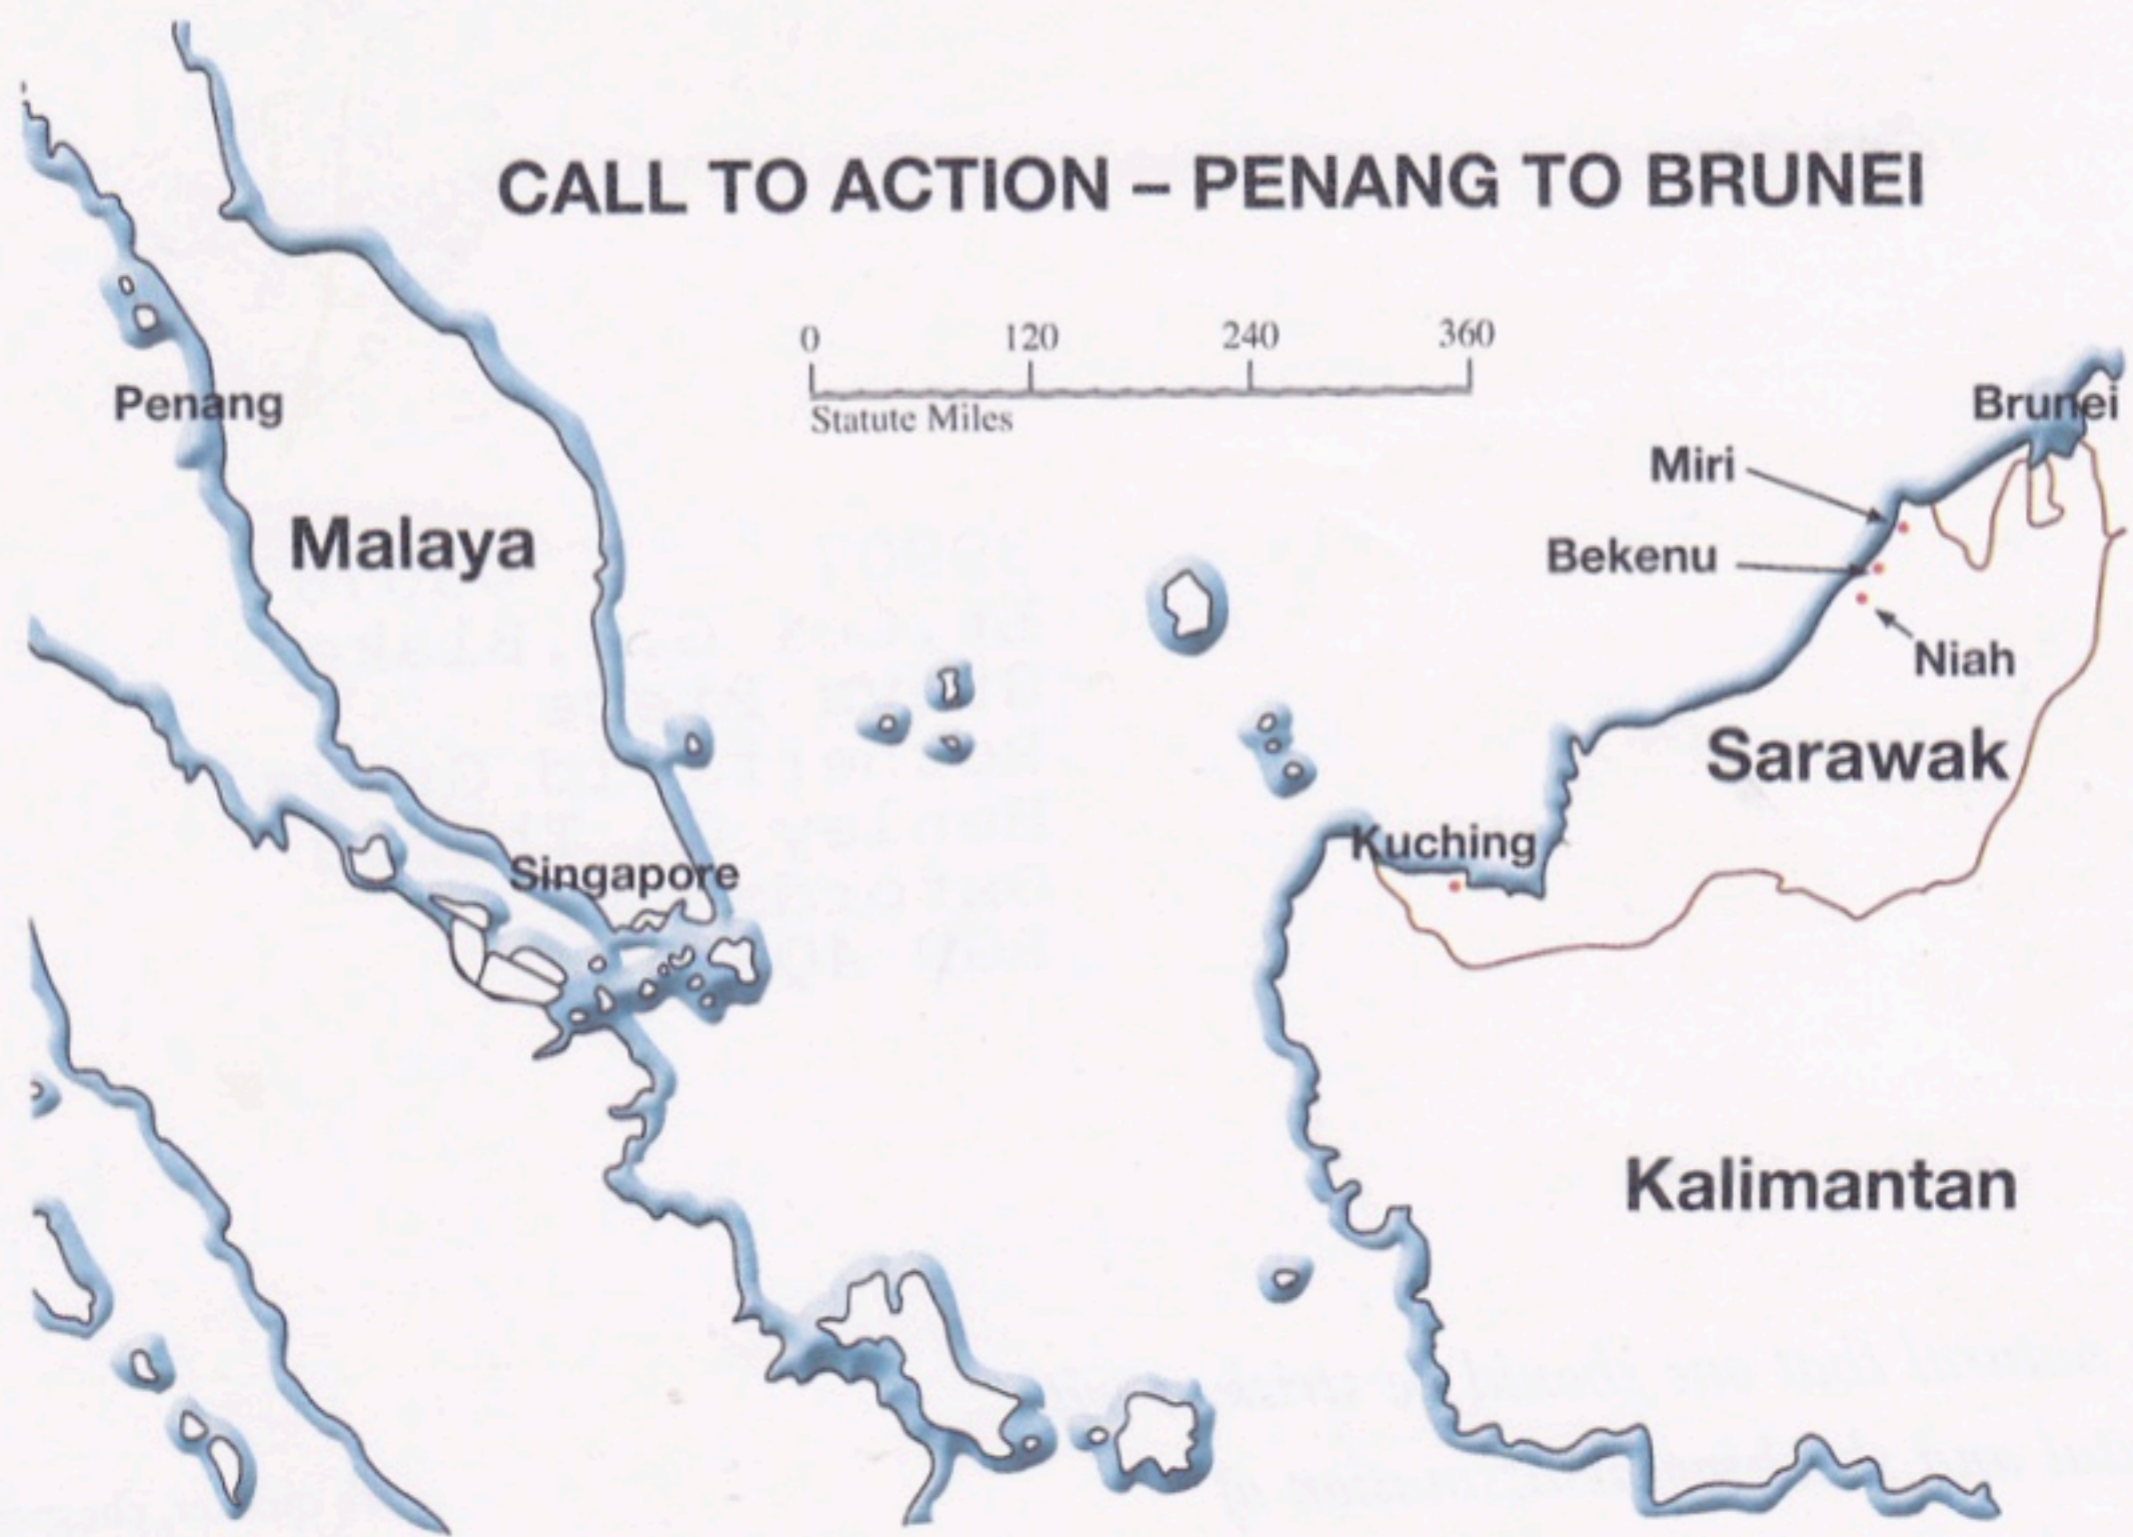 CALL TO ACTION – PENANG TO BRUNEI
0 120 240 360
Statute Miles
Penang
Brunei
Miri
Malaya
Bekenu
Niah
Sarawak
Kuching
Singapore
Kalimantan